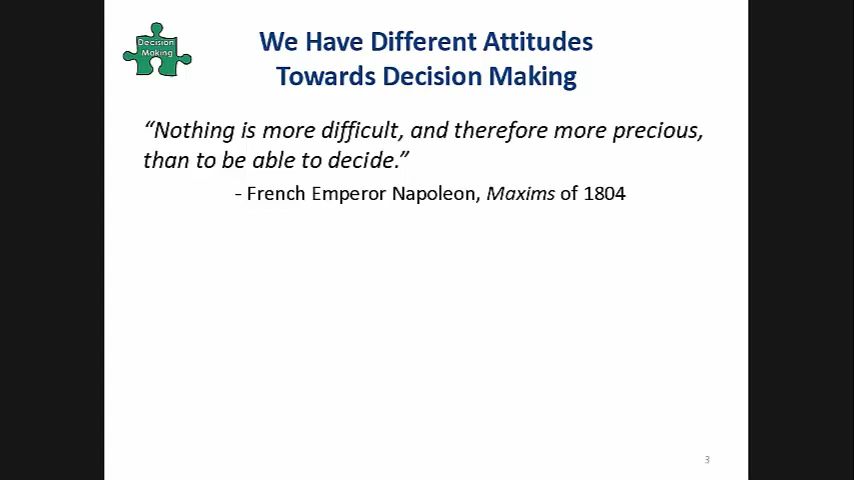 Decision
Making
We Have Different Attitudes
Towards Decision Making
“Nothing is more difficult, and therefore more precious,
than to be able to decide.”
- French Emperor Napoleon, Maxims of 1804
3